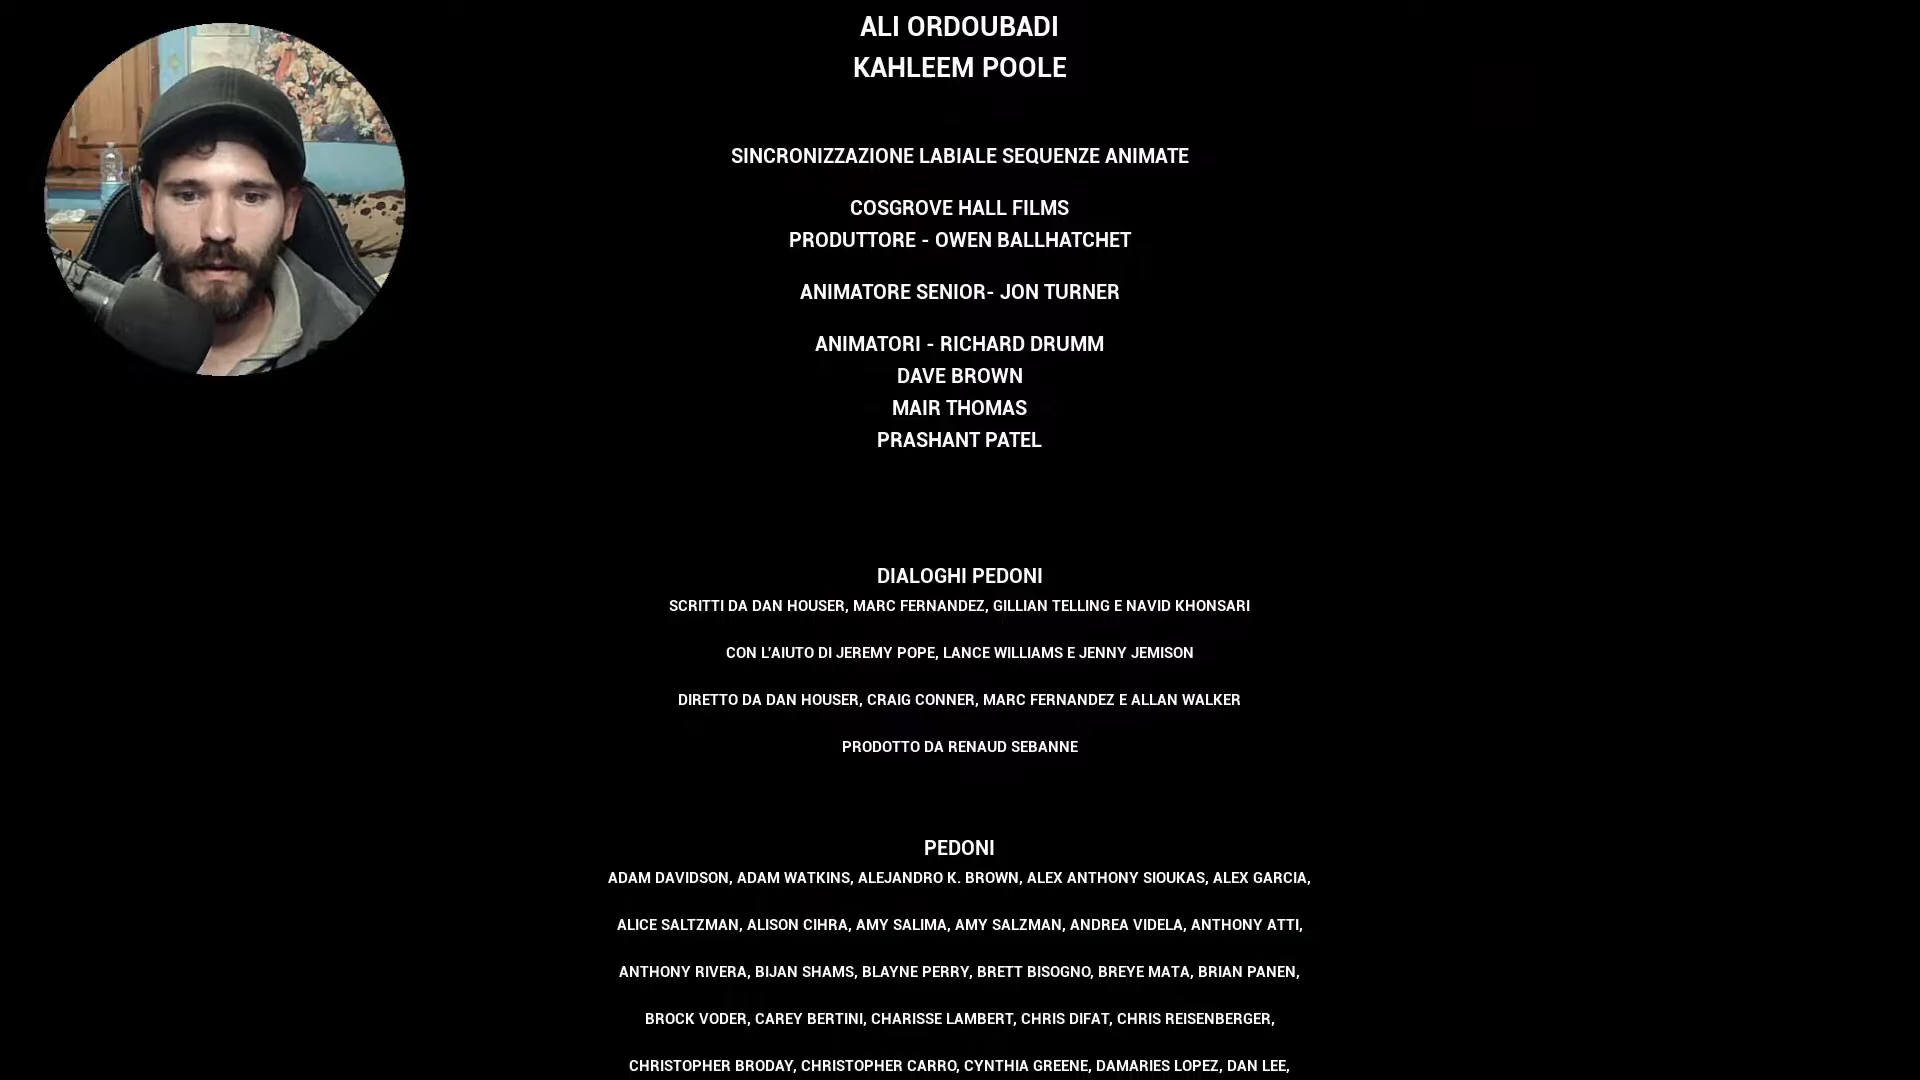 ALI ORDOUBADI
KAHLEEM POOLE
SINCRONIZZAZIONE LABIALE SEQUENZE ANIMATE
COSGROVE HALL FILMS
PRODUTTORE - OWEN BALLHATCHET
ANIMATORE SENIOR- JON TURNER
ANIMATORI - RICHARD DRUMM
DAVE BROWN
MAIR THOMAS
PRASHANT PATEL
DIALOGHI PEDONI
SCRITTI DA DAN HOUSER, MARC FERNANDEZ, GILLIAN TELLING E NAVID KHONSARI
CON L'AIUTO DI JEREMY POPE, LANCE WILLIAMS E JENNY JEMISON
DIRETTO DA DAN HOUSER, CRAIG CONNER, MARC FERNANDEZ E ALLAN WALKER
PRODOTTO DA RENAUD SEBANNE
PEDONI
ADAM DAVIDSON, ADAM WATKINS, ALEJANDRO K. BROWN, ALEX ANTHONY SIOUKAS, ALEX GARCIA,
ALICE SALTZMAN, ALISON CIHRA, AMY SALIMA, AMY SALZMAN, ANDREA VIDELA, ANTHONY ATTI,
ANTHONY RIVERA, BIJAN SHAMS, BLAYNE PERRY, BRETT BISOGNO, BREYE MATA, BRIAN PANEN,
BROCK VODER, CAREY BERTINI, CHARISSE LAMBERT, CHRIS DIFAT, CHRIS REISENBERGER,
CHRISTOPHER BRODAY, CHRISTOPHER CARRO, CYNTHIA GREENE, DAMARIES LOPEZ, DAN LEE,